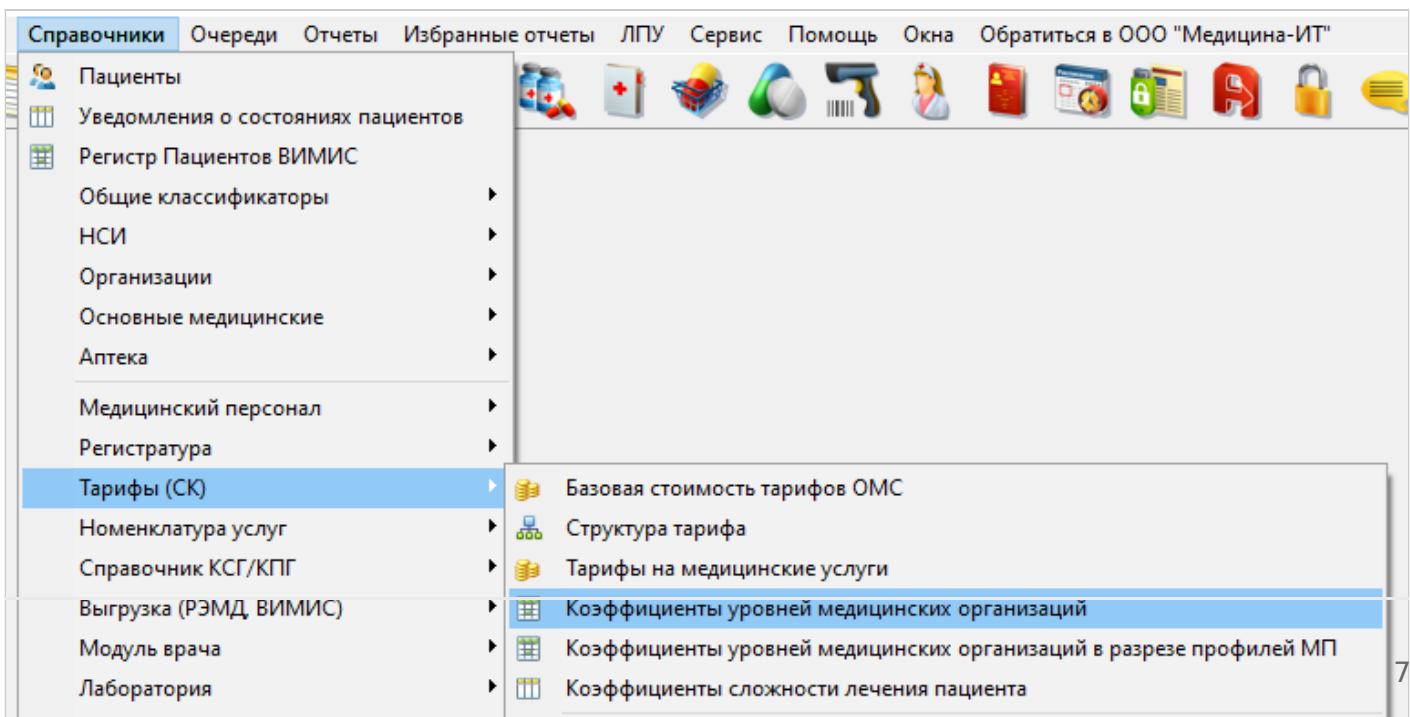 Справочники Очереди Отчеты Избранные отчеты ЛПУ Сервис Помощь Окна Обратиться в ООО "Медицина-ИТ"
Пациенты
Уведомления о состояниях пациентов
Регистр Пациентов ВИМИС
Общие классификаторы
НСИ
Организации
Основные медицинские
Аптека
Медицинский персонал
Регистратура
Тарифы (СК)
Номенклатура услуг
Справочник КСГ/КПГ
Выгрузка (РЭМД, ВИМИС)
Модуль врача
Лаборатория
Базовая стоимость тарифов ОМС
Структура тарифа
Тарифы на медицинские услуги
Коэффициенты уровней медицинских организаций
Коэффициенты уровней медицинских организаций в разрезе профилей МП
Коэффициенты сложности лечения пациента
7